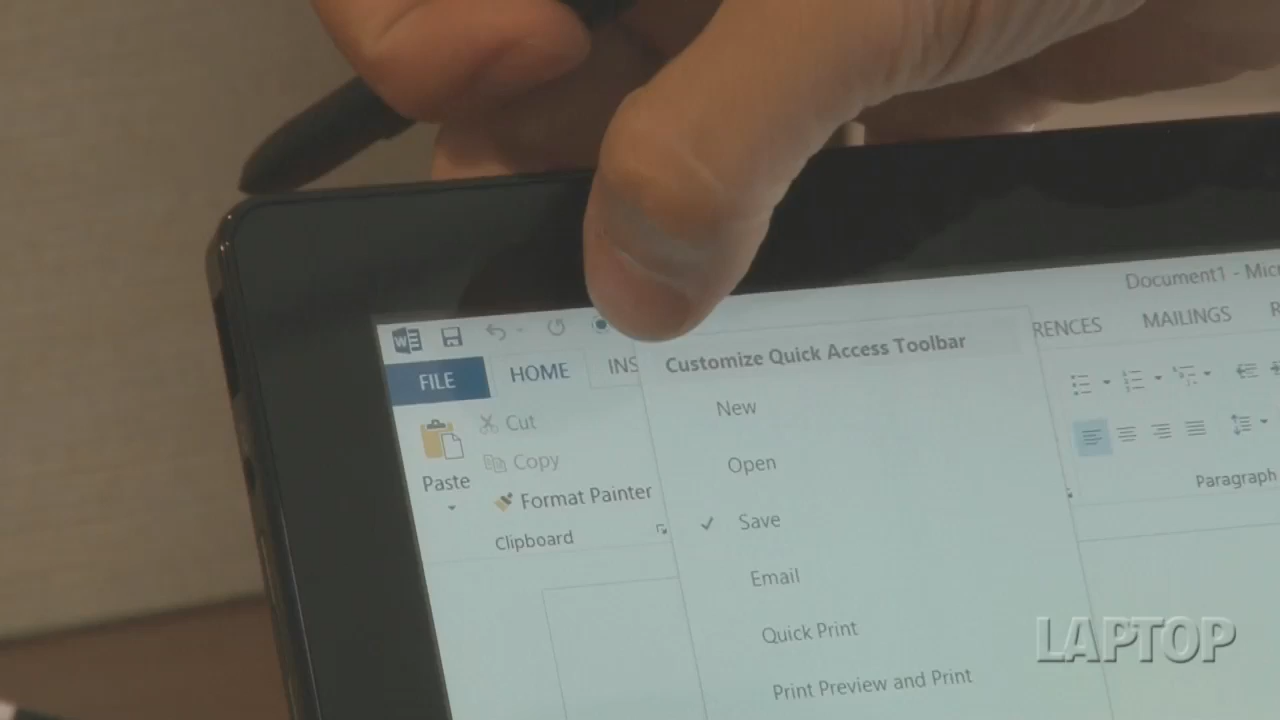 Document1 - Micr
W
FILE
HOME
INS
RENCES
MAILINGS
R
Customize Quick Access Toolbar
New
Open
Save
Email
Quick Print
Print Preview and Print
Cut
Copy
Paste
Format Painter
Clipboard
Paragraph
LAPTOP